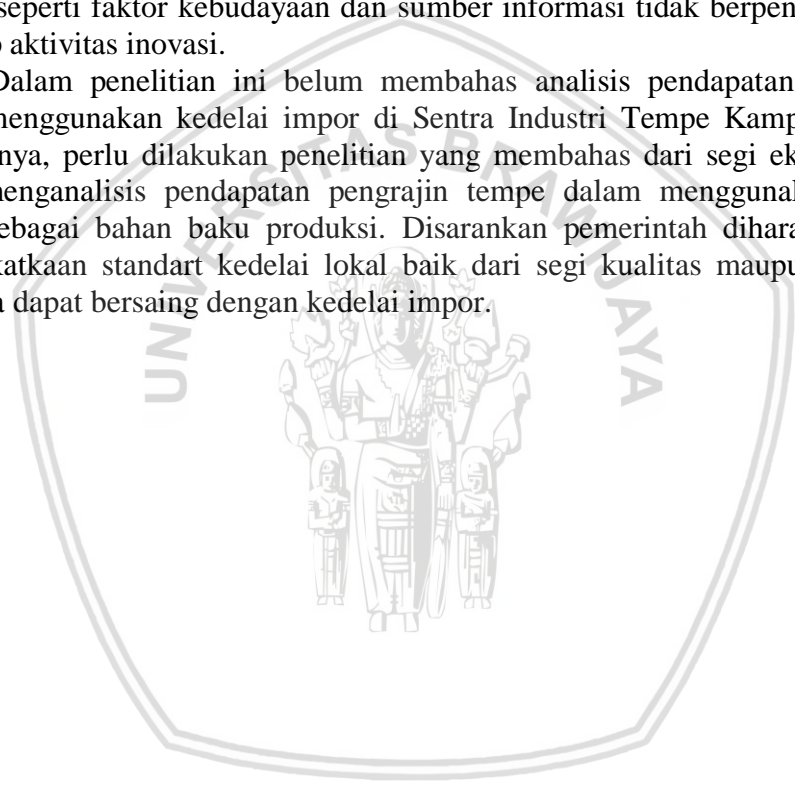 seperti faktor kebudayaan dan sumber informasi tidak berpen
aktivitas inovasi.
Dalam penelitian ini belum membahas analisis pendapatan
menggunakan kedelai impor di Sentra Industri Tempe Kamp
nya, perlu dilakukan penelitian yang membahas dari segi ek
menganalisis pendapatan pengrajin tempe dalam menggunal
sebagai bahan baku produksi. Disarankan pemerintah dihara
katkaan standart kedelai lokal baik dari segi kualitas maupu
dapat bersaing dengan kedelai impor.
UNIVERSITAS BRAWIJAYA